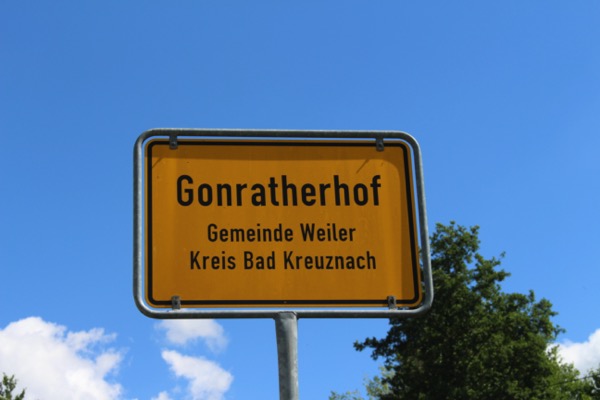 Gonratherhof
Gemeinde Weiler
Kreis Bad Kreuznach